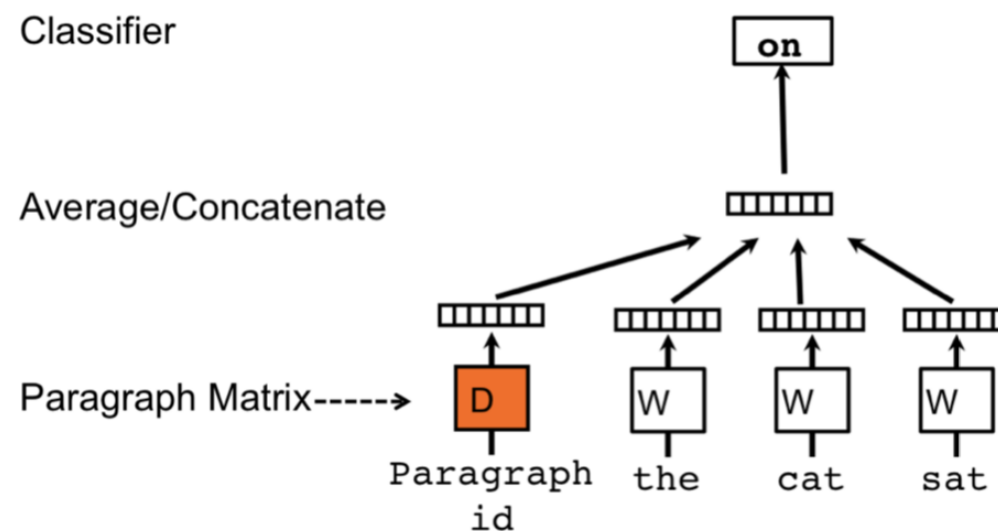 Classifier
on
Average/Concatenate
Paragraph Matrix
D
W
W
W
Paragraph
id
the
cat
sat